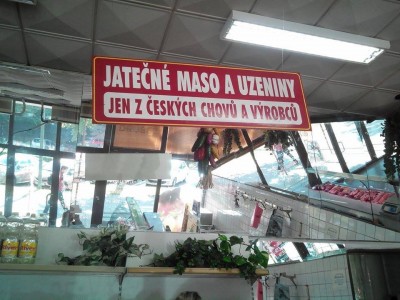 JATEČNÉ MASO A UZENINY
JEN Z ČESKÝCH CHOVŮ A VÝROBCŮ